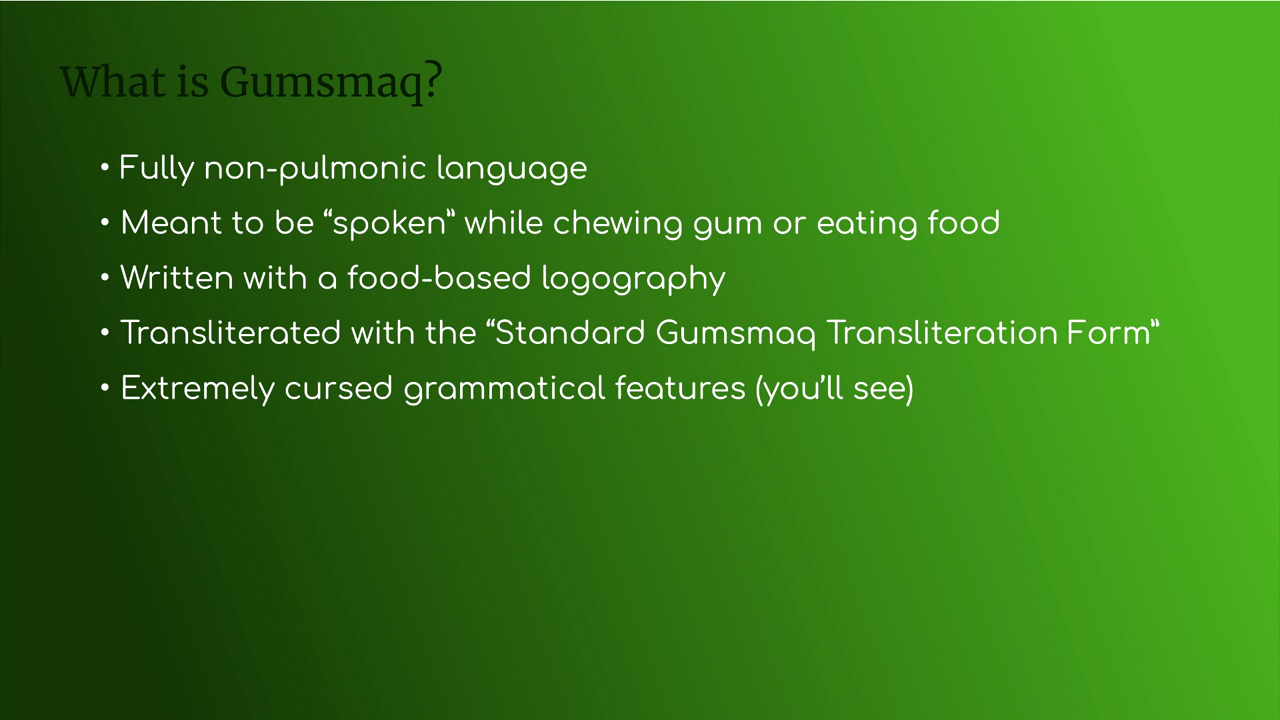 What is Gumsmaq?
• Fully non-pulmonic language
• Meant to be “spoken” while chewing gum or eating food
• Written with a food-based logography
• Transliterated with the “Standard Gumsmaq Transliteration Form”
• Extremely cursed grammatical features (you’ll see)